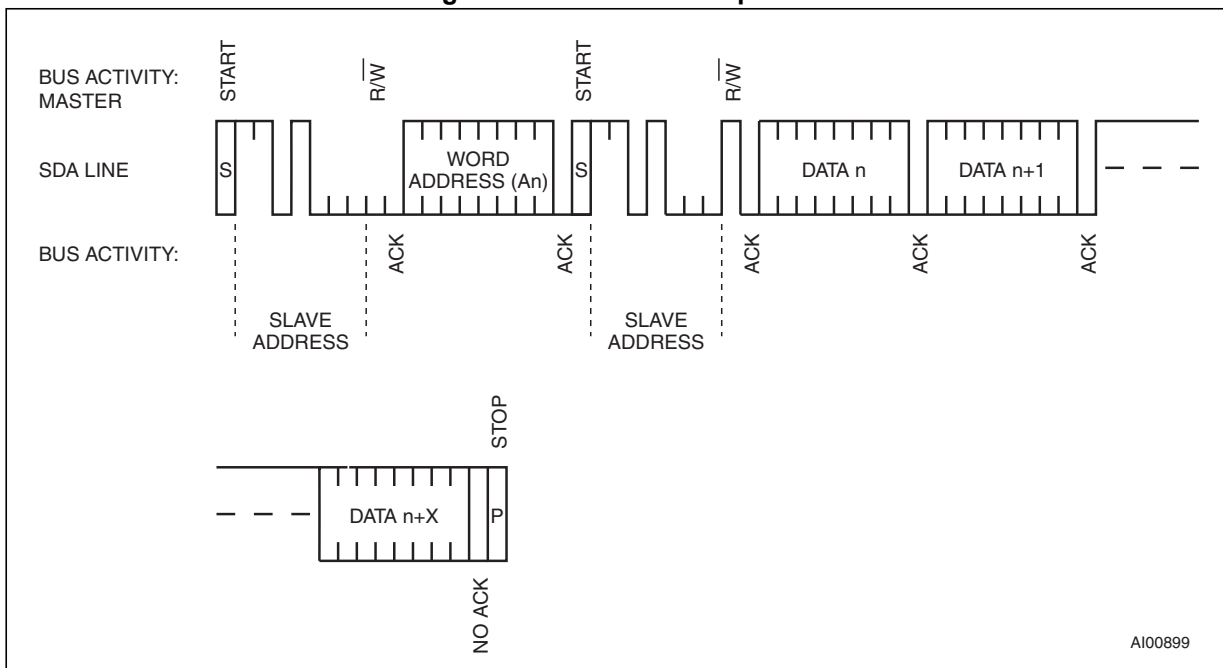 BUS ACTIVITY:
MASTER
START
R/W
START
R/W
SDA LINE
S
WORD
ADDRESS (An)
S
DATA n
DATA n+1
BUS ACTIVITY:
ACK
ACK
ACK
ACK
ACK
SLAVE
ADDRESS
SLAVE
ADDRESS
STOP
DATA n+X
P
NO ACK
AI00899